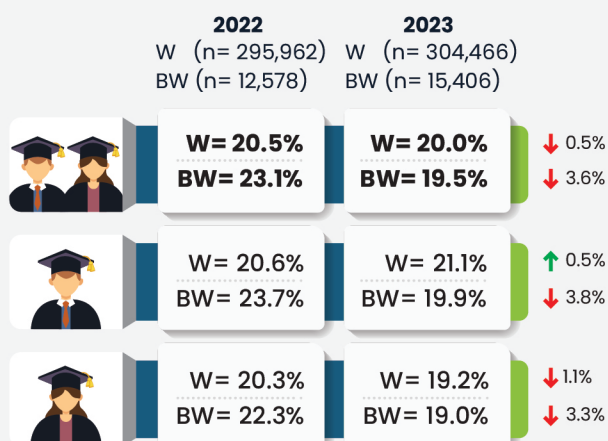 2022 2023
W (n= 295,962) W (n= 304,466)
BW (n= 12,578) BW (n= 15,406)
W= 20.5% W= 20.0% 0.5%
BW= 23.1% BW= 19.5% 3.6%
W= 20.6% W= 21.1% 0.5%
BW= 23.7% BW= 19.9% 3.8%
W= 20.3% W= 19.2% 1.1%
BW= 22.3% BW= 19.0% 3.3%